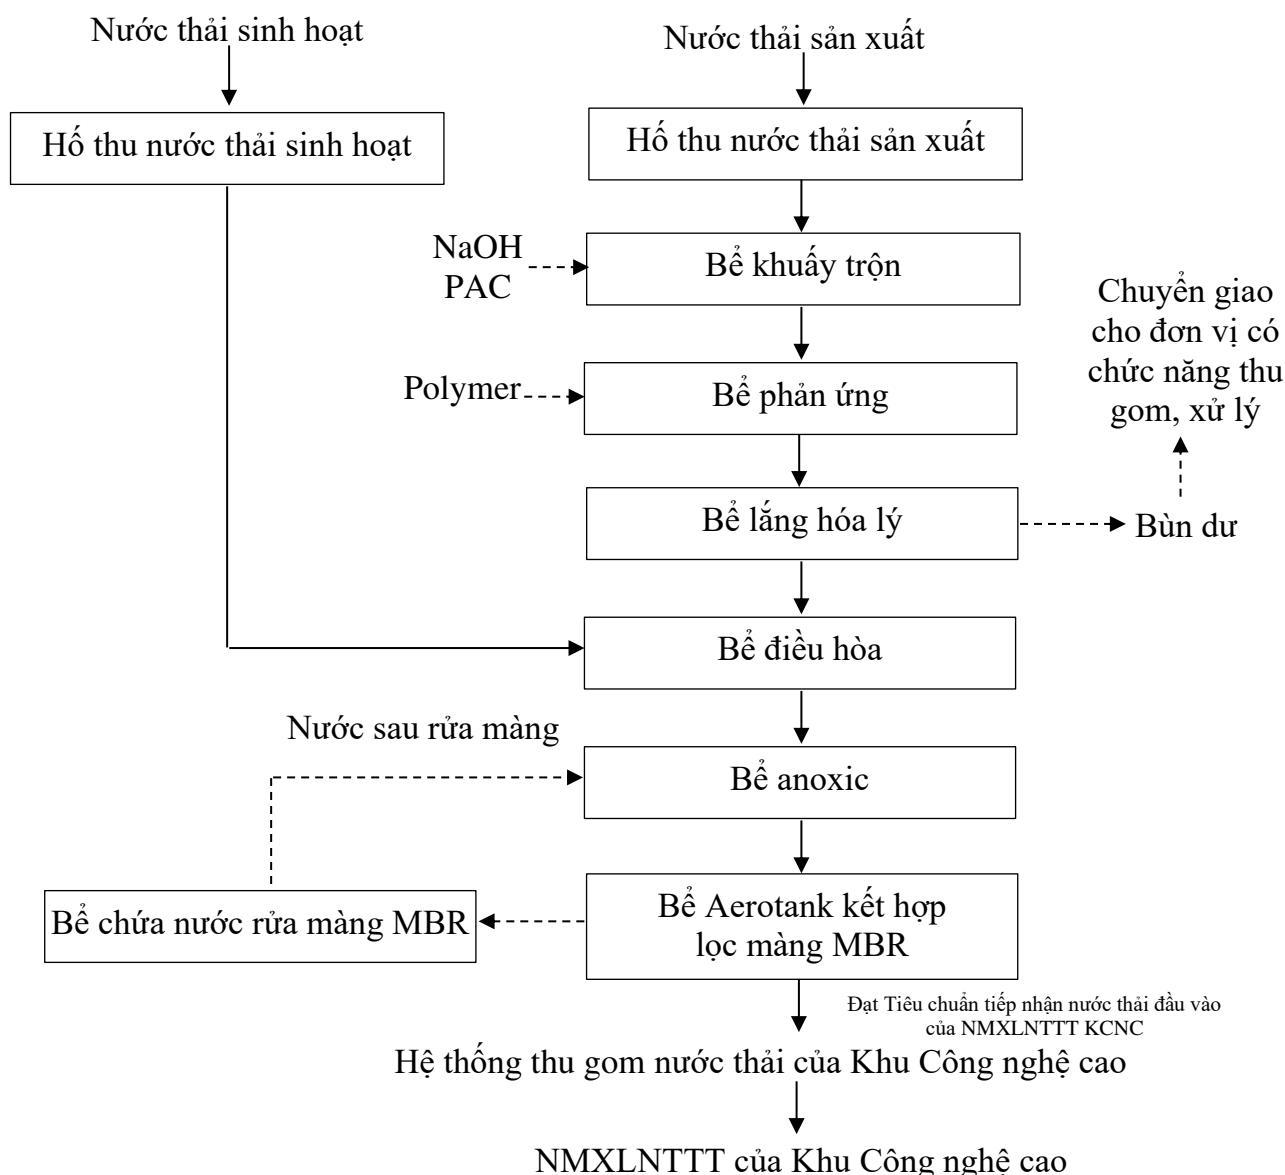 Nước thải sinh hoạt
Nước thải sản xuất
Hố thu nước thải sinh hoạt
Hố thu nước thải sản xuất
NaOH
PAC
Bể khuấy trộn
Chuyển giao
cho đơn vị có
chức năng thu
gom, xử lý
Polymer
Bể phản ứng
Bể lắng hóa lý
Bùn dư
Bể điều hòa
Nước sau rửa màng
Bể anoxic
Bể chứa nước rửa màng MBR
Bể Aerotank kết hợp
lọc màng MBR
Đạt Tiêu chuẩn tiếp nhận nước thải đầu vào
của NMXLNTTT KCNC
Hệ thống thu gom nước thải của Khu Công nghệ cao
NMXLNTTT của Khu Công nghệ cao